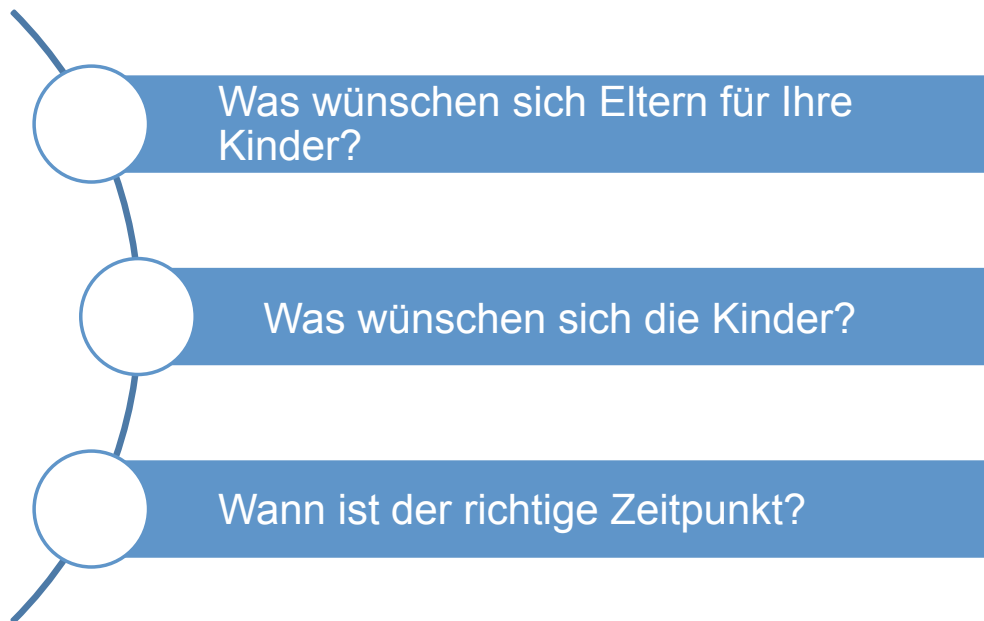 Was wünschen sich Eltern für Ihre
Kinder?
Was wünschen sich die Kinder?
Wann ist der richtige Zeitpunkt?